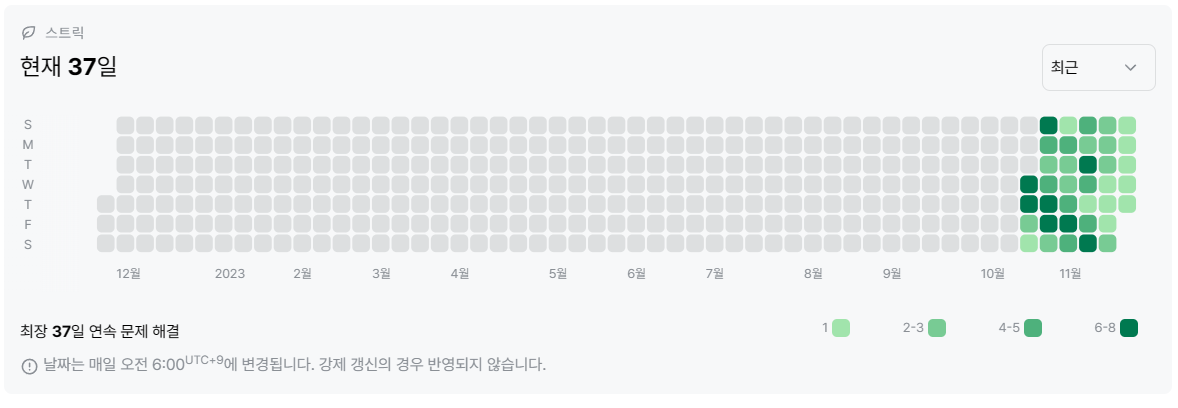 스트릭
현재 37일
최근
S
M
T
W
T
F
S
12월 2023 2월 3월 4월 5월 6월 7월 8월 9월 10월 11월
최장 37일 연속 문제 해결
1 2-3 4-5 6-8
날짜는 매일 오전 6:00UTC+9에 변경됩니다. 강제 갱신의 경우 반영되지 않습니다.